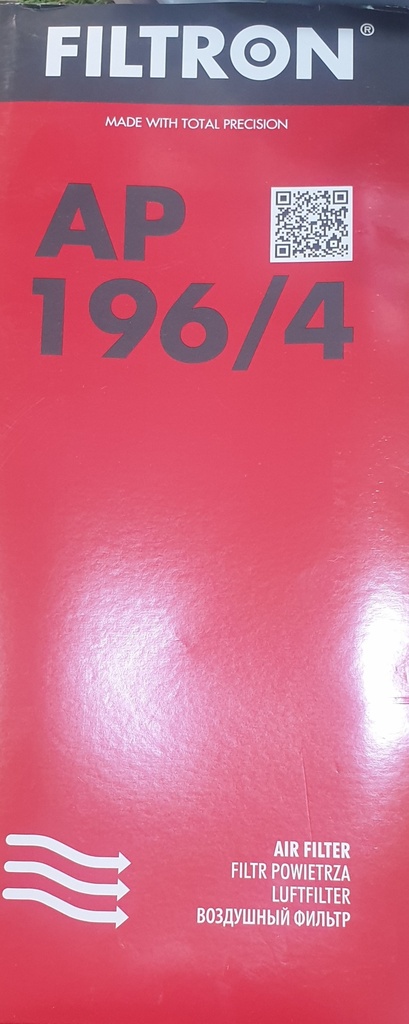 FILTRON®
MADE WITH TOTAL PRECISION
AP
196/4
AIR FILTER
FILTR POWIETRZA
LUFTFILTER
ВОЗДУШНЫЙ ФИЛЬТР